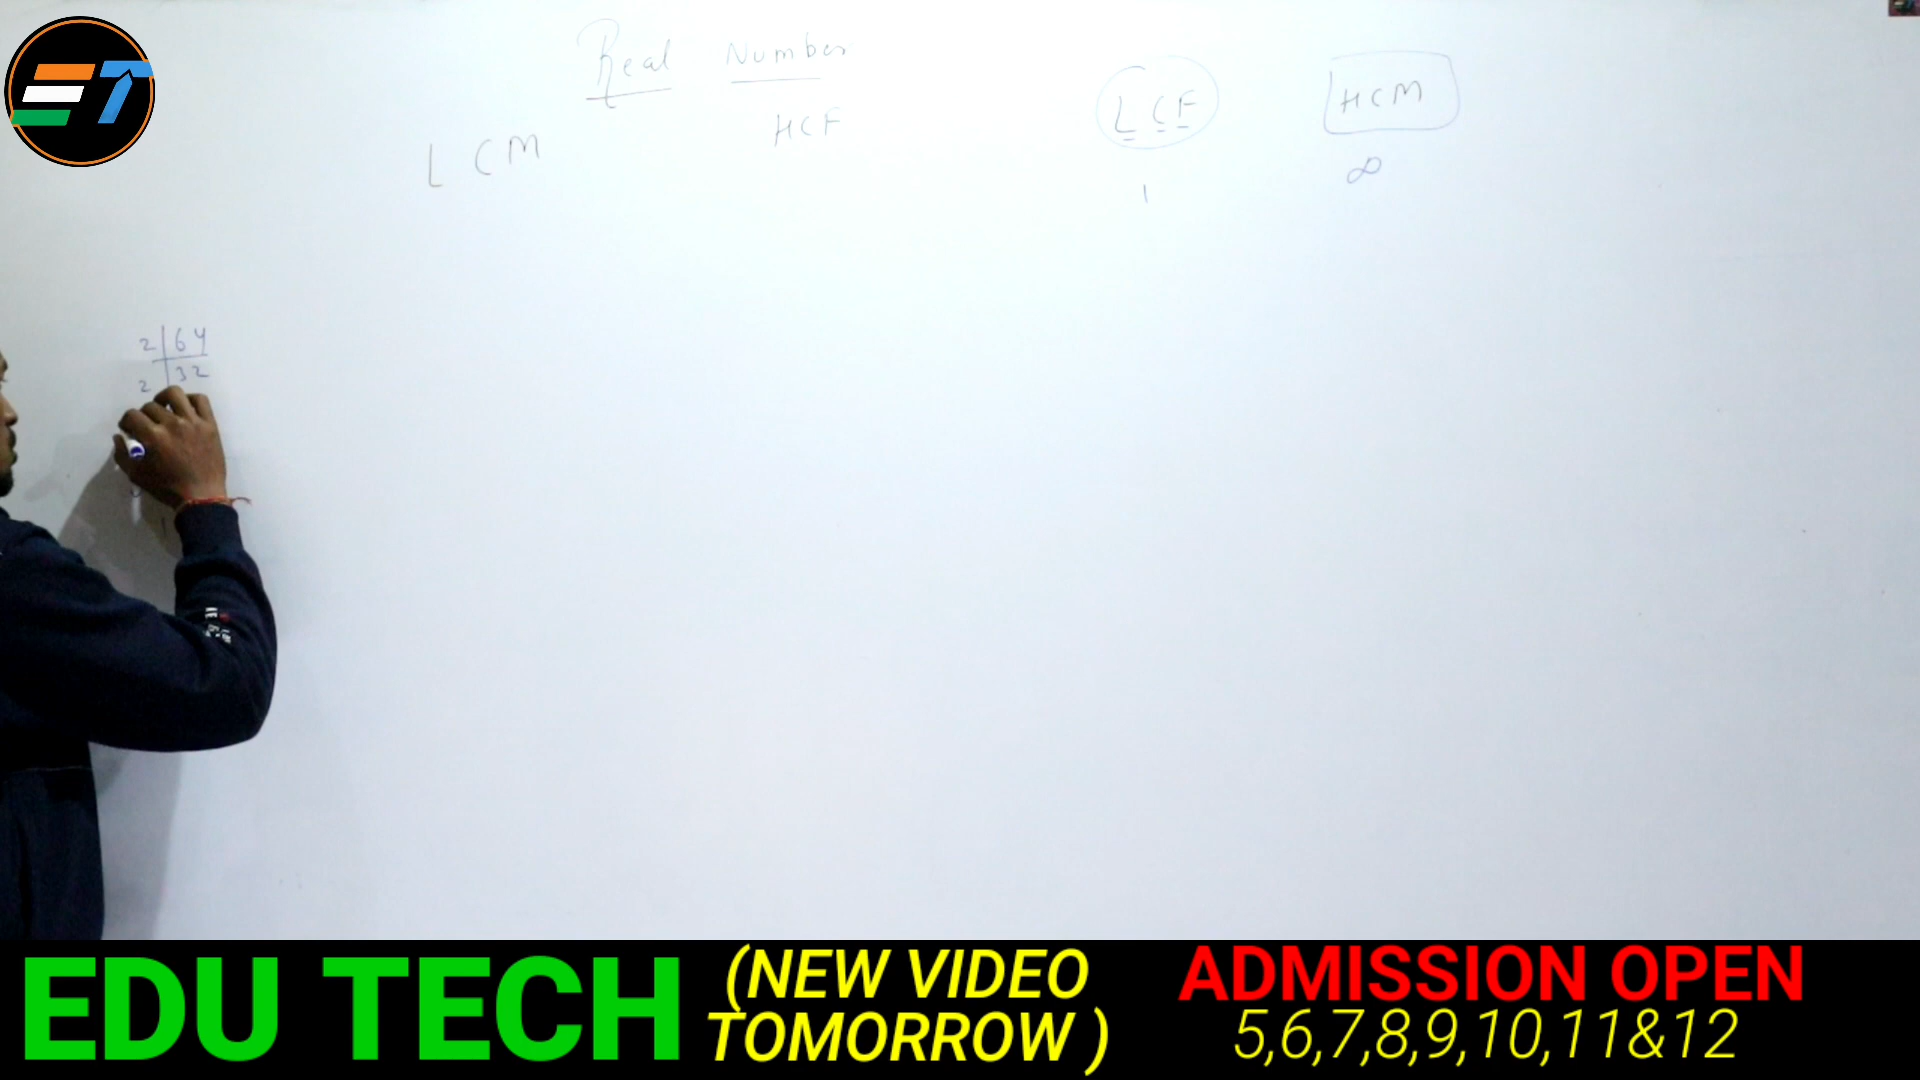 ET
Real Number
LCM HCF
LCF HCM
1 ∞
2 64
2 32
EDU TECH
(NEW VIDEO
TOMORROW )
ADMISSION OPEN
5,6,7,8,9,10,11&12